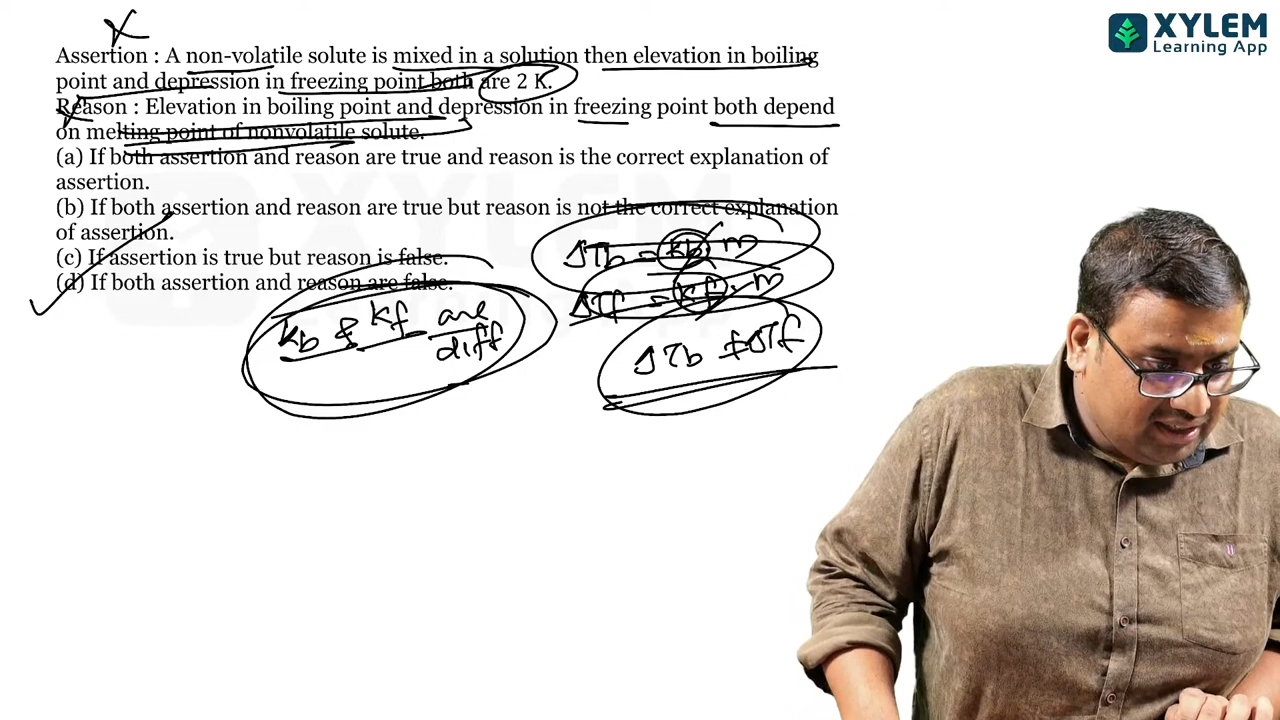 XYLEM
Learning App
Assertion : A non-volatile solute is mixed in a solution then elevation in boiling
point and depression in freezing point both are 2 K.
Reason : Elevation in boiling point and depression in freezing point both depend
on melting point of nonvolatile solute.
(a) If both assertion and reason are true and reason is the correct explanation of
assertion.
(b) If both assertion and reason are true but reason is not the correct explanation
of assertion.
(c) If assertion is true but reason is false.
(d) If both assertion and reason are false.
ΔTb = kb. m
ΔTf = kf. m
kb & kf are
diff
ΔTb ≠ ΔTf